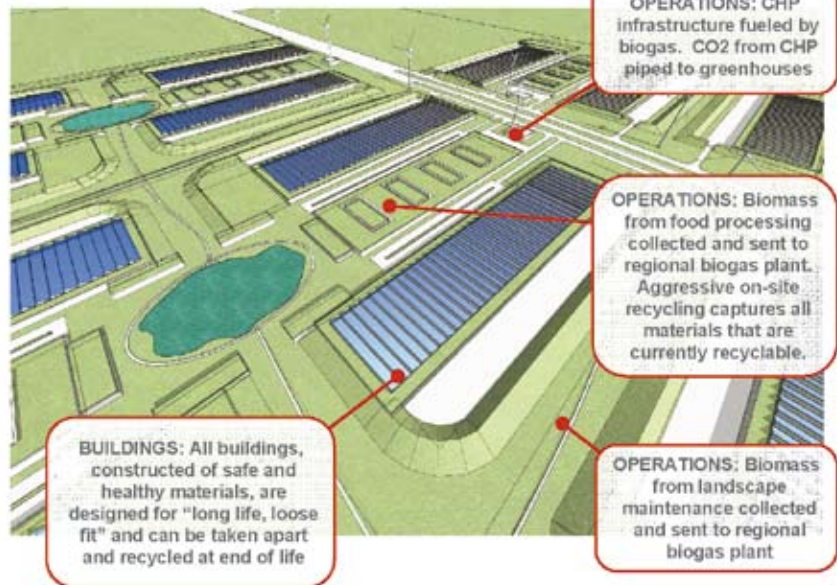 OPERATIONS: CHP
infrastructure fueled by
biogas. CO2 from CHP
piped to greenhouses
OPERATIONS: Biomass
from food processing
collected and sent to
regional biogas plant.
Aggressive on-site
recycling captures all
materials that are
currently recyclable.
BUILDINGS: All buildings,
constructed of safe and
healthy materials, are
designed for “long life, loose
fit” and can be taken apart
and recycled at end of life
OPERATIONS: Biomass
from landscape
maintenance collected
and sent to regional
biogas plant